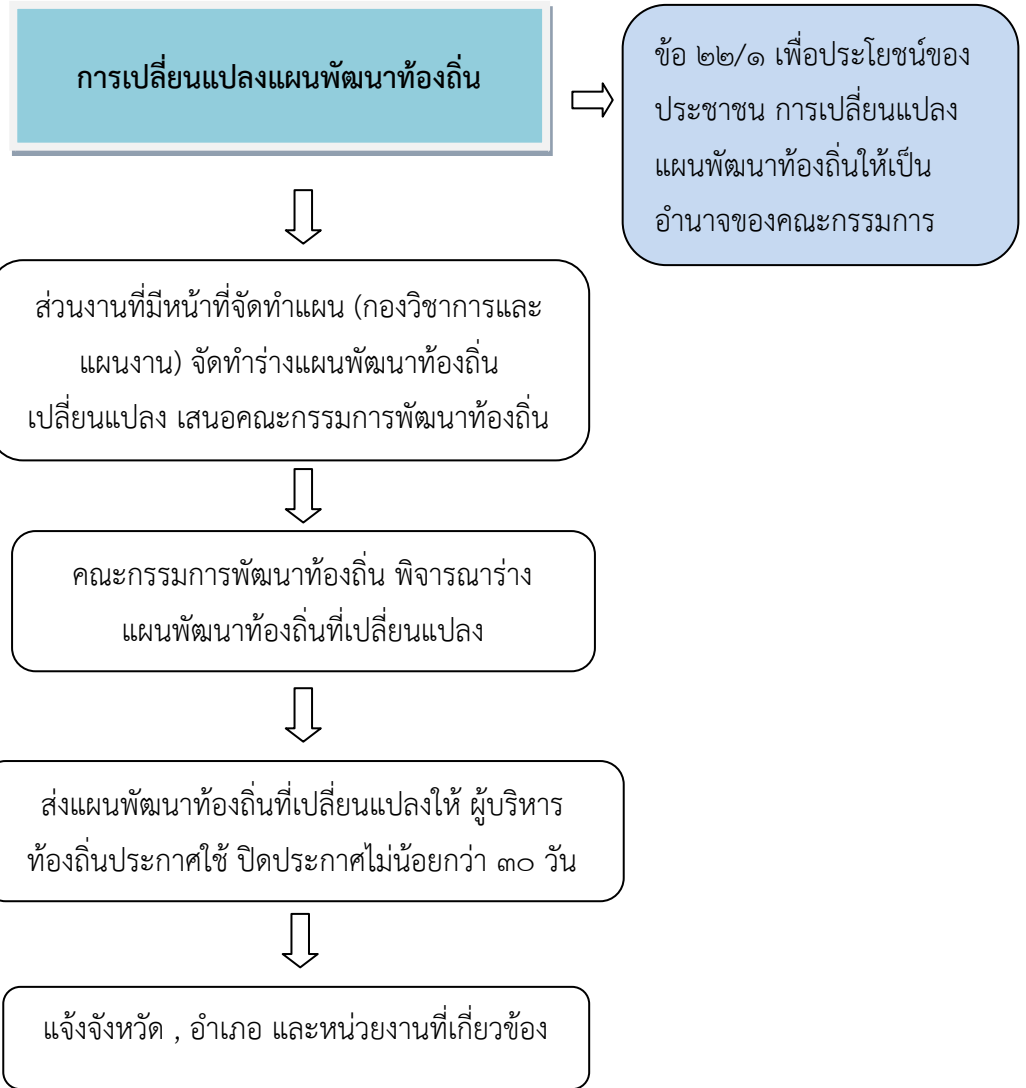 การเปลี่ยนแปลงแผนพัฒนาท้องถิ่น
ข้อ ๒๒/๑ เพื่อประโยชน์ของ
ประชาชน การเปลี่ยนแปลง
แผนพัฒนาท้องถิ่นให้เป็น
อำนาจของคณะกรรมการ
ส่วนงานที่มีหน้าที่จัดทำแผน (กองวิชาการและ
แผนงาน) จัดทำร่างแผนพัฒนาท้องถิ่น
เปลี่ยนแปลง เสนอคณะกรรมการพัฒนาท้องถิ่น
คณะกรรมการพัฒนาท้องถิ่น พิจารณาร่าง
แผนพัฒนาท้องถิ่นที่เปลี่ยนแปลง
ส่งแผนพัฒนาท้องถิ่นที่เปลี่ยนแปลงให้ ผู้บริหาร
ท้องถิ่นประกาศใช้ ปิดประกาศไม่น้อยกว่า ๓๐ วัน
แจ้งจังหวัด , อำเภอ และหน่วยงานที่เกี่ยวข้อง